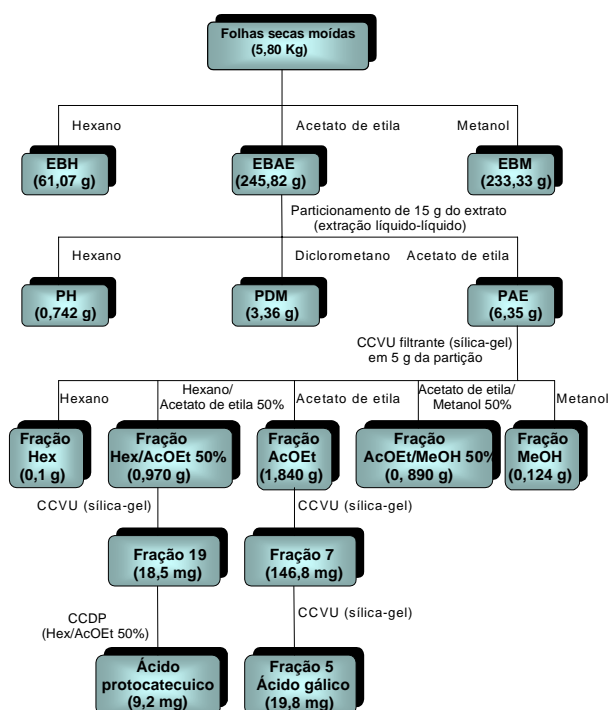 Folhas secas moídas
(5,80 Kg)
Hexano
Acetato de etila
Metanol
EBH
(61,07 g)
EBAE
(245,82 g)
EBM
(233,33 g)
Particionamento de 15 g do extrato
(extração líquido-líquido)
Hexano
Diclorometano
Acetato de etila
PH
(0,742 g)
PDM
(3,36 g)
PAE
(6,35 g)
CCVU filtrante (sílica-gel)
em 5 g da partição
Hexano
Hexano/
Acetato de etila 50%
Acetato de etila
Acetato de etila/
Metanol 50%
Metanol
Fração
Hex
(0,1 g)
Fração
Hex/AcOEt 50%
(0,970 g)
Fração
AcOEt
(1,840 g)
Fração
AcOEt/MeOH 50%
(0, 890 g)
Fração
MeOH
(0,124 g)
CCVU (sílica-gel)
CCVU (sílica-gel)
Fração 19
(18,5 mg)
Fração 7
(146,8 mg)
CCDP
(Hex/AcOEt 50%)
CCVU (sílica-gel)
Ácido
protocatecuico
(9,2 mg)
Fração 5
Ácido gálico
(19,8 mg)